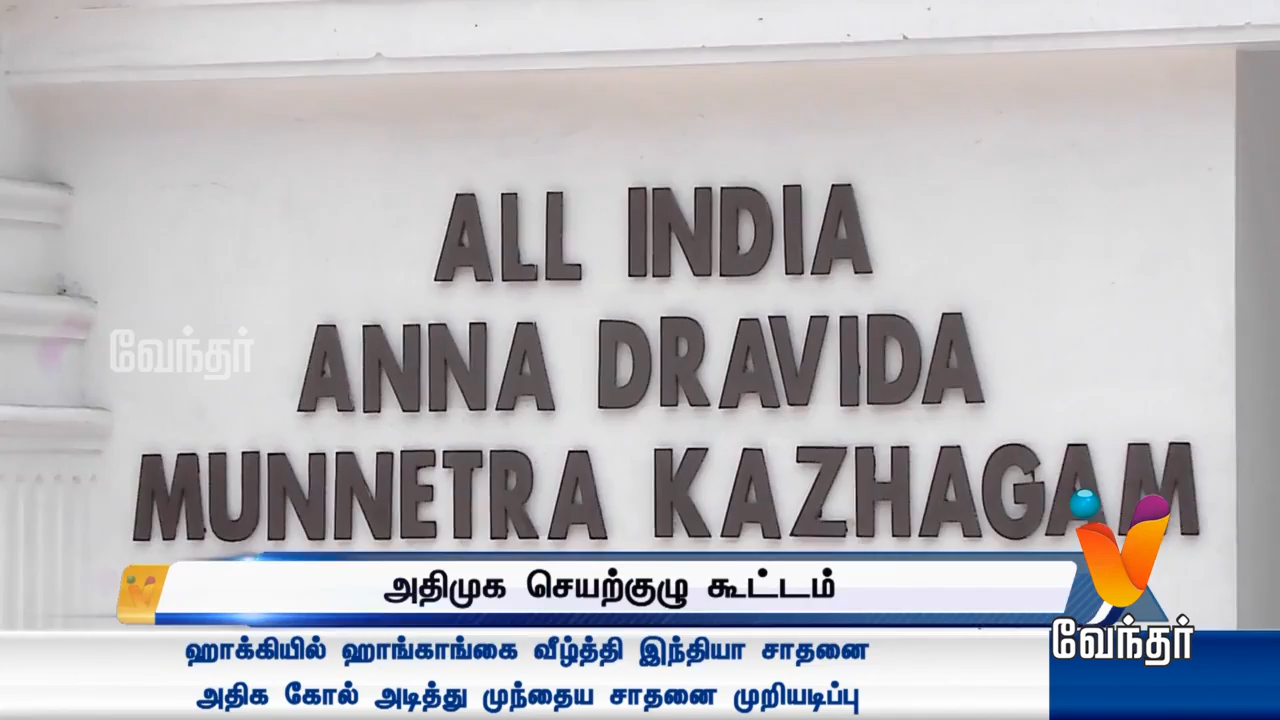 ALL INDIA
ANNA DRAVIDA
வேந்தர்
MUNNETRA KAZHAGAM
அதிமுக செயற்குழு கூட்டம்
வேந்தர்
ஹாக்கியில் ஹாங்காங்கை வீழ்த்தி இந்தியா சாதனை
அதிக கோல் அடித்து முந்தைய சாதனை முறியடிப்பு